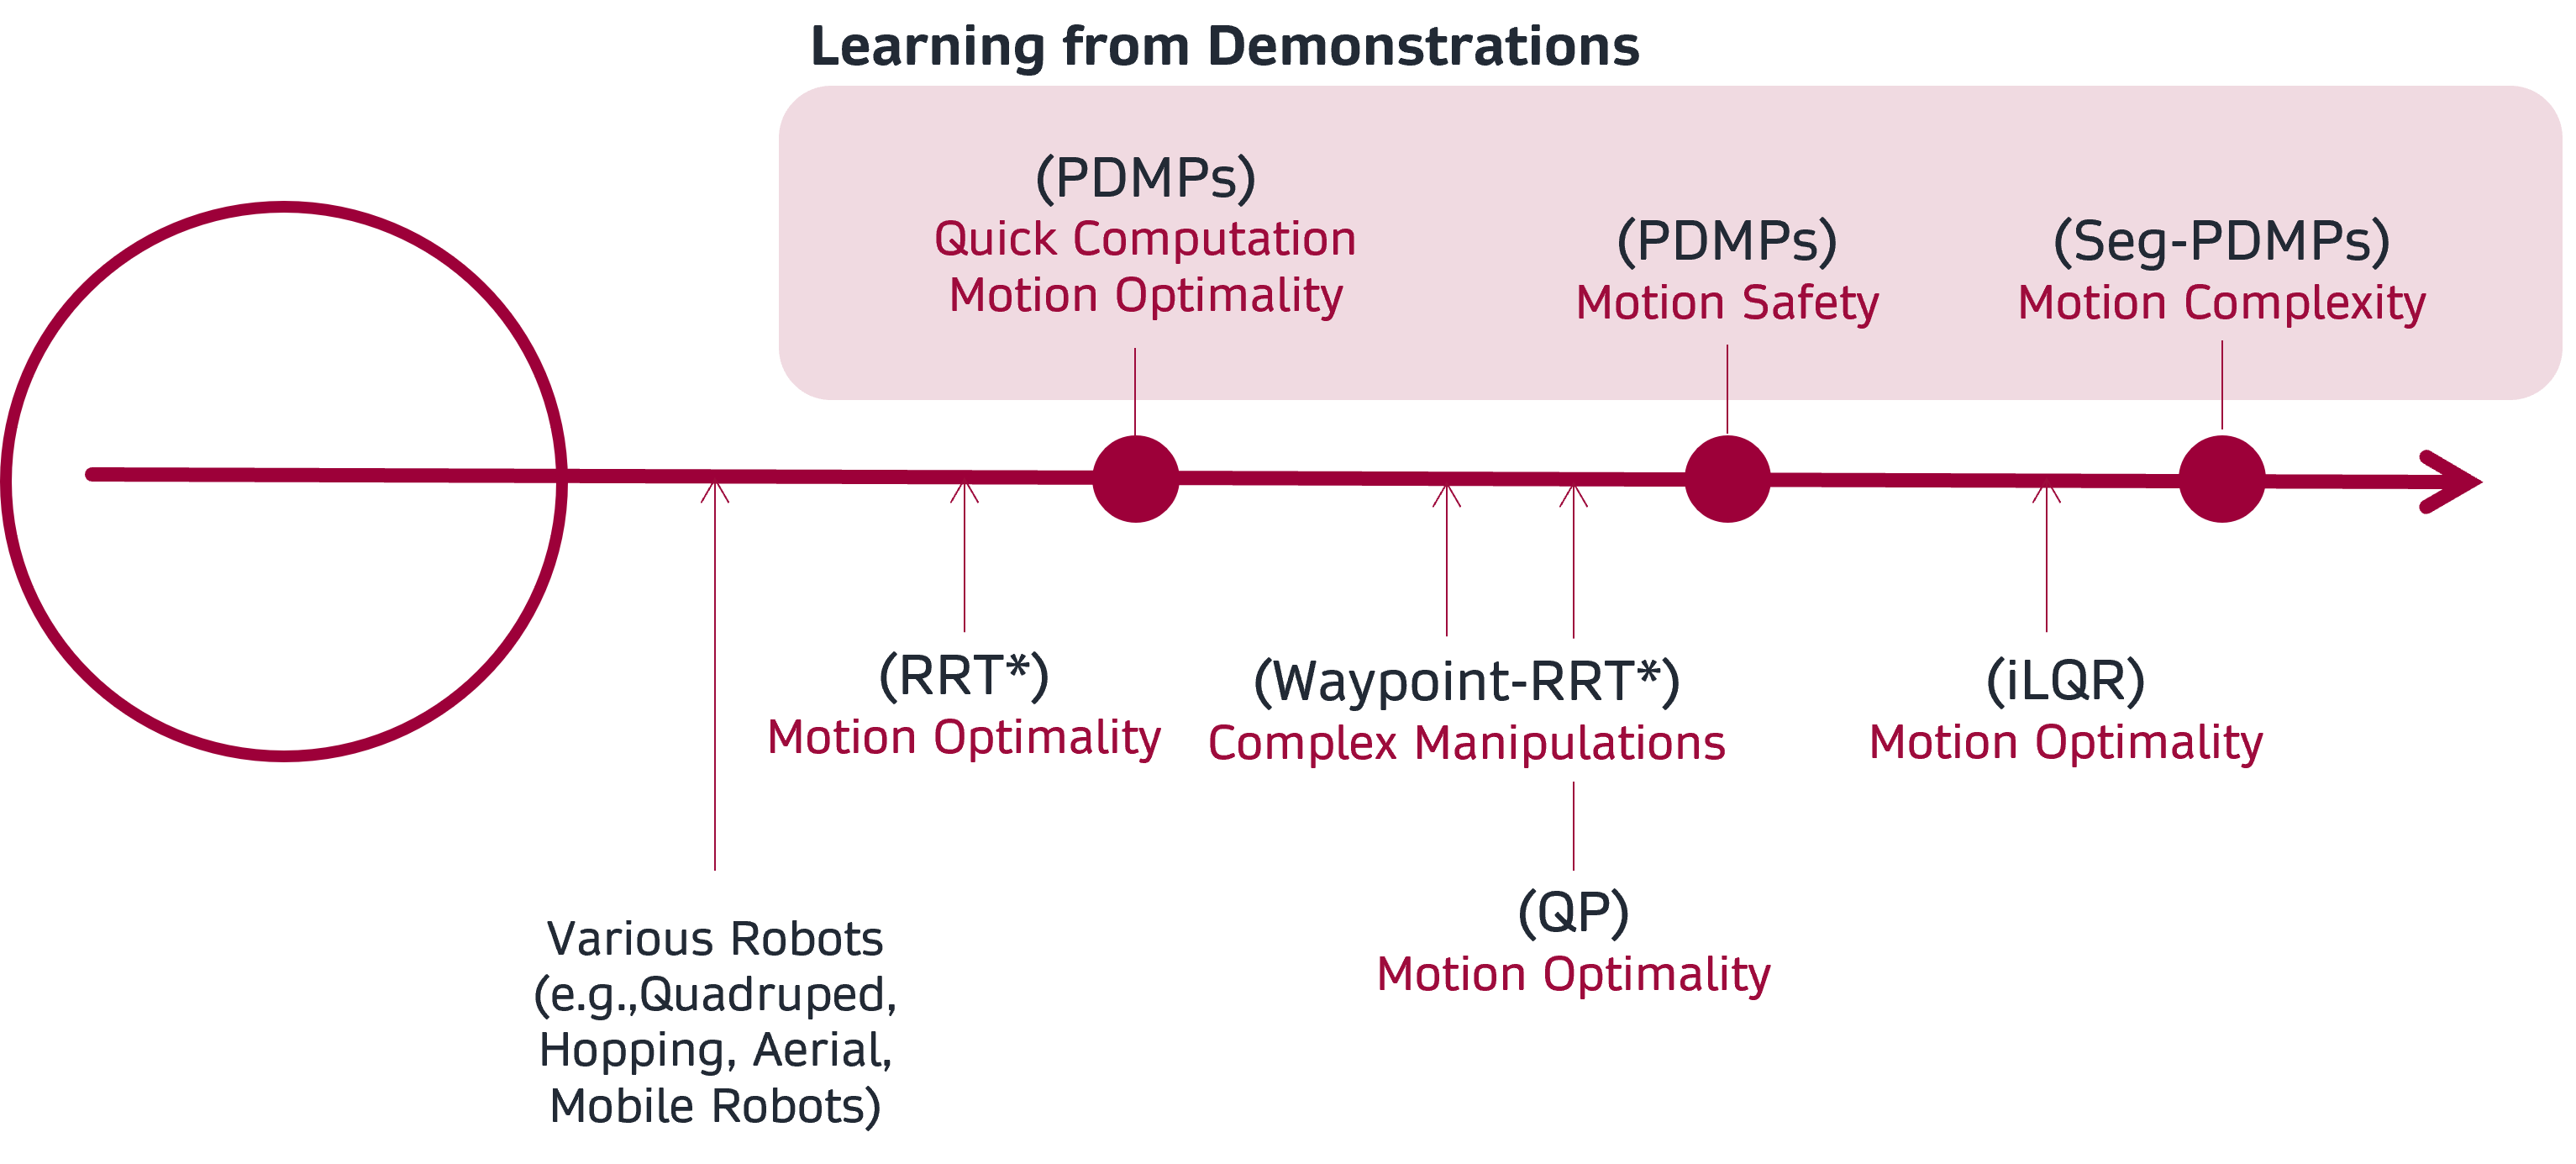 Learning from Demonstrations
(PDMPs)
Quick Computation
Motion Optimality
(PDMPs)
Motion Safety
(Seg-PDMPs)
Motion Complexity
(RRT*)
Motion Optimality
(Waypoint-RRT*)
Complex Manipulations
(iLQR)
Motion Optimality
(QP)
Motion Optimality
Various Robots
(e.g.,Quadruped,
Hopping, Aerial,
Mobile Robots)